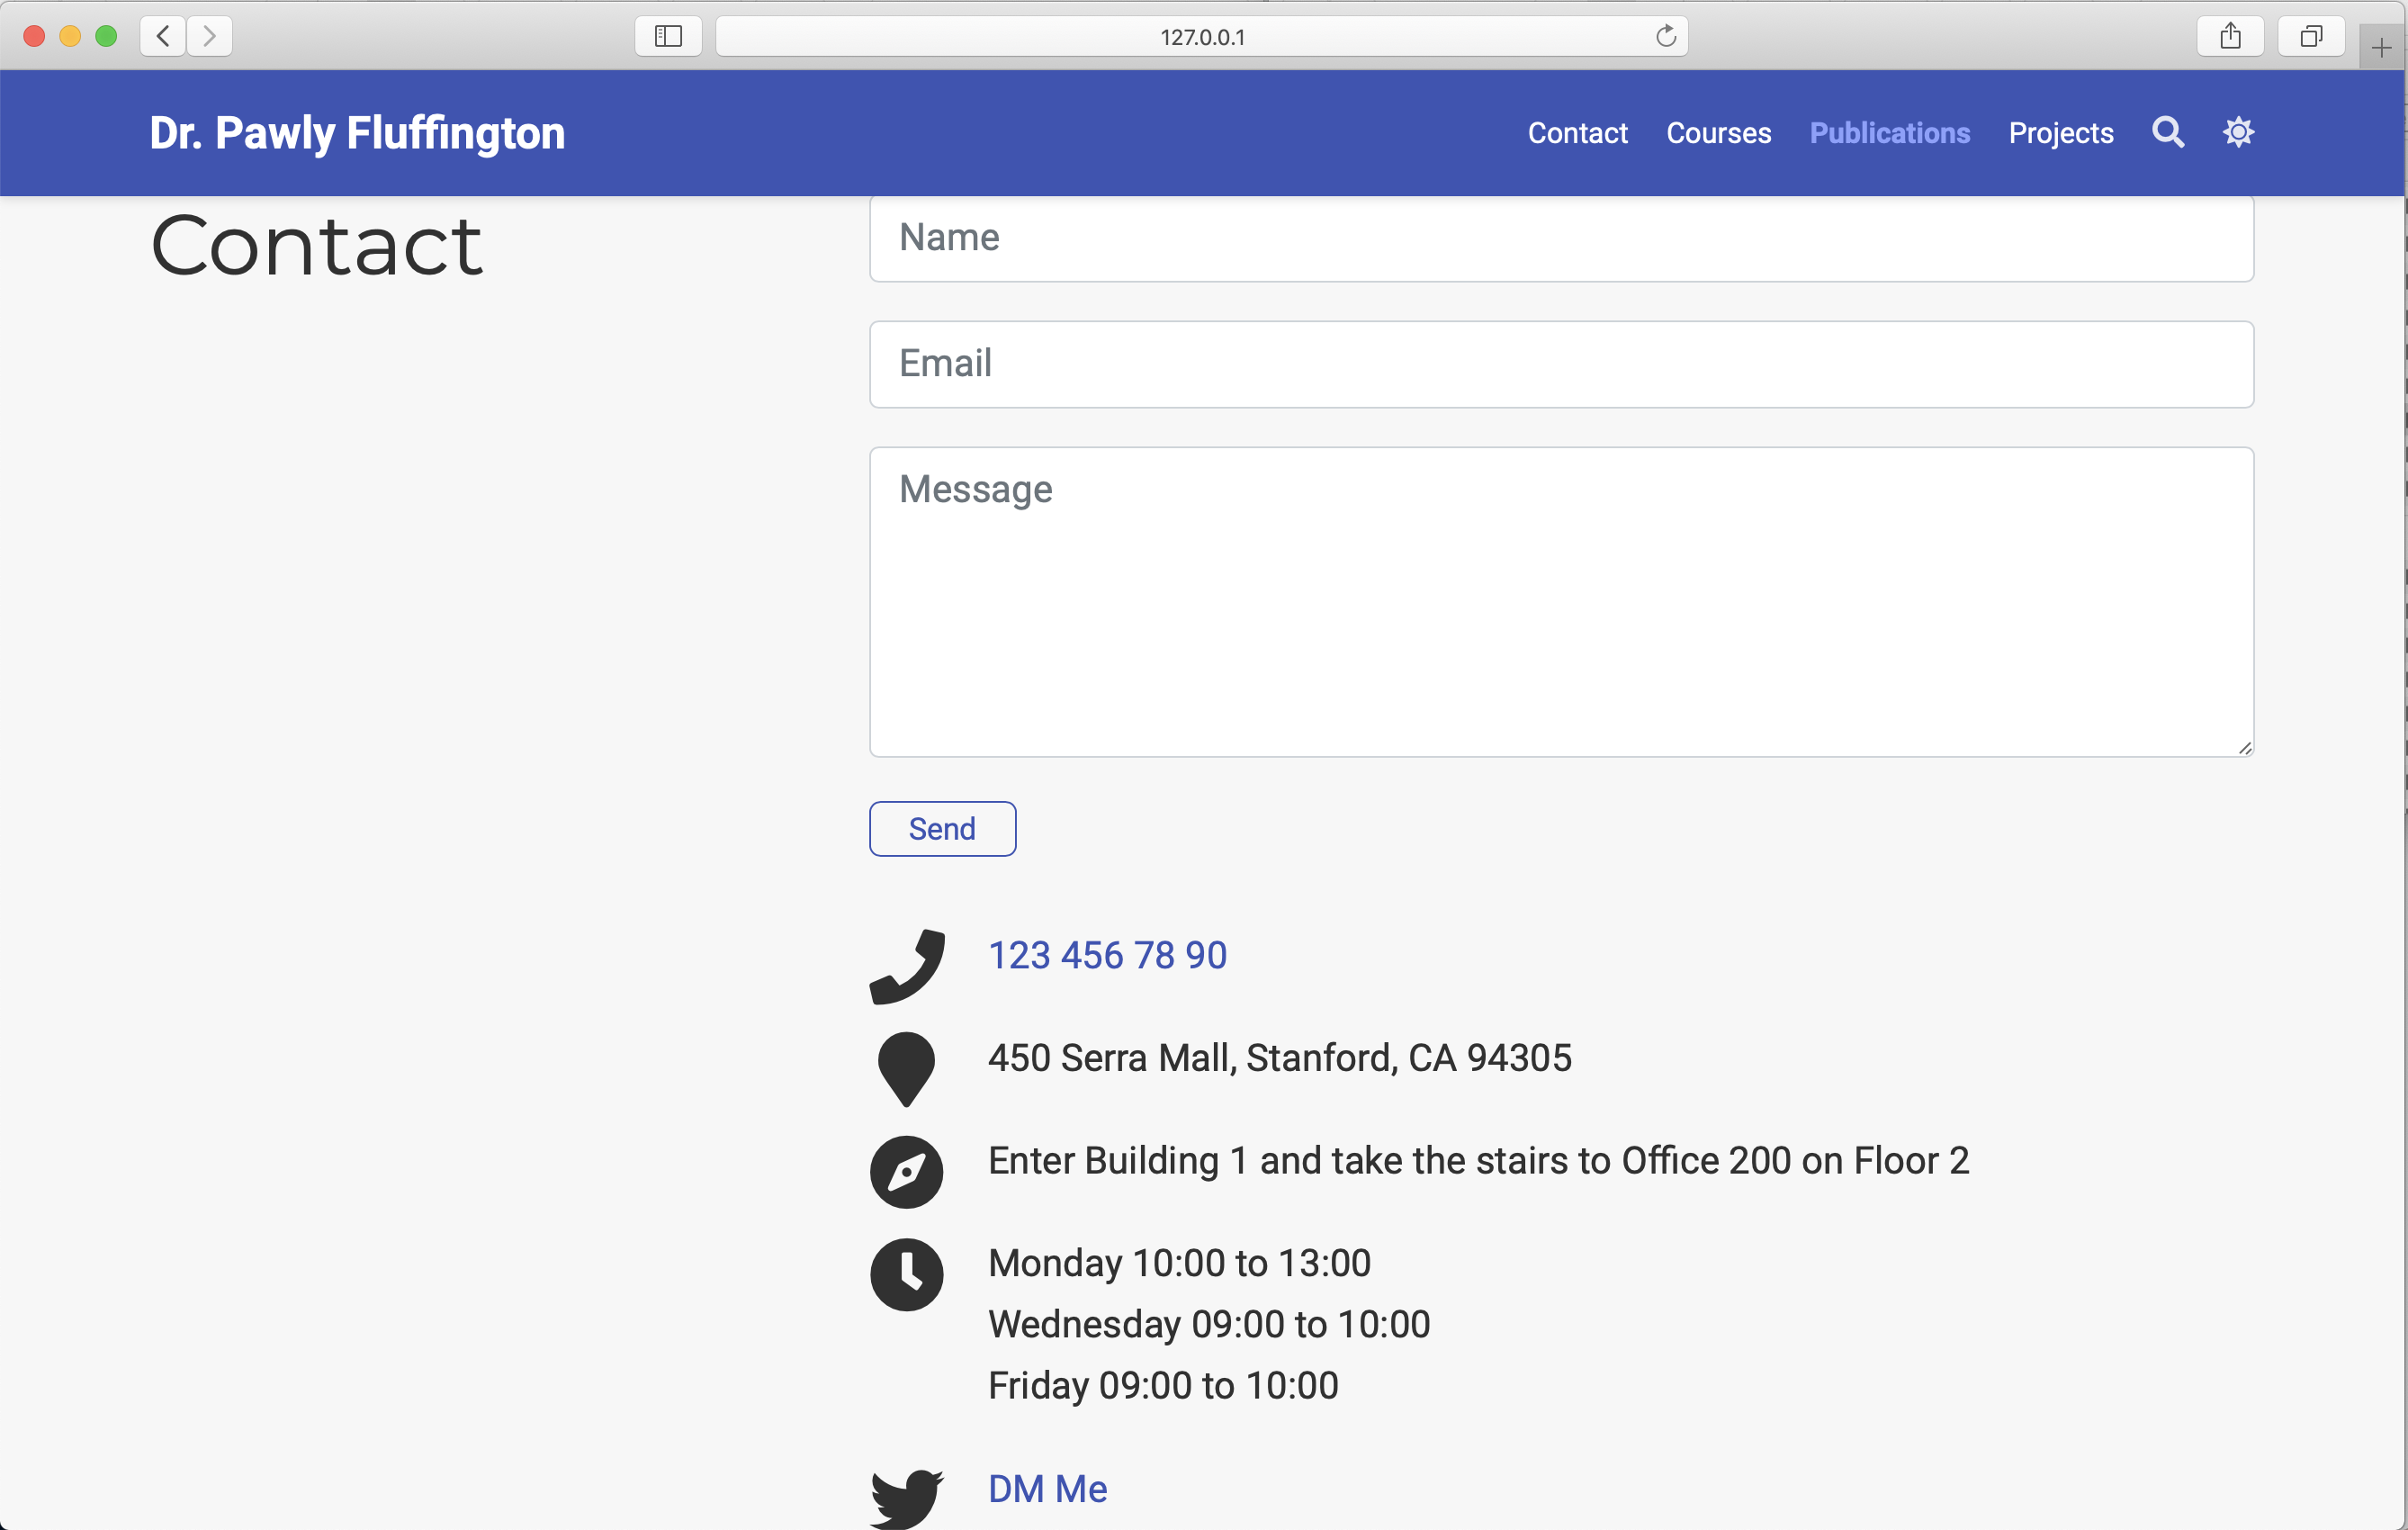 127.0.0.1
Dr. Pawly Fluffington
Contact Courses Publications Projects
Contact
Name
Email
Message
Send
123 456 78 90
450 Serra Mall, Stanford, CA 94305
Enter Building 1 and take the stairs to Office 200 on Floor 2
Monday 10:00 to 13:00
Wednesday 09:00 to 10:00
Friday 09:00 to 10:00
DM Me